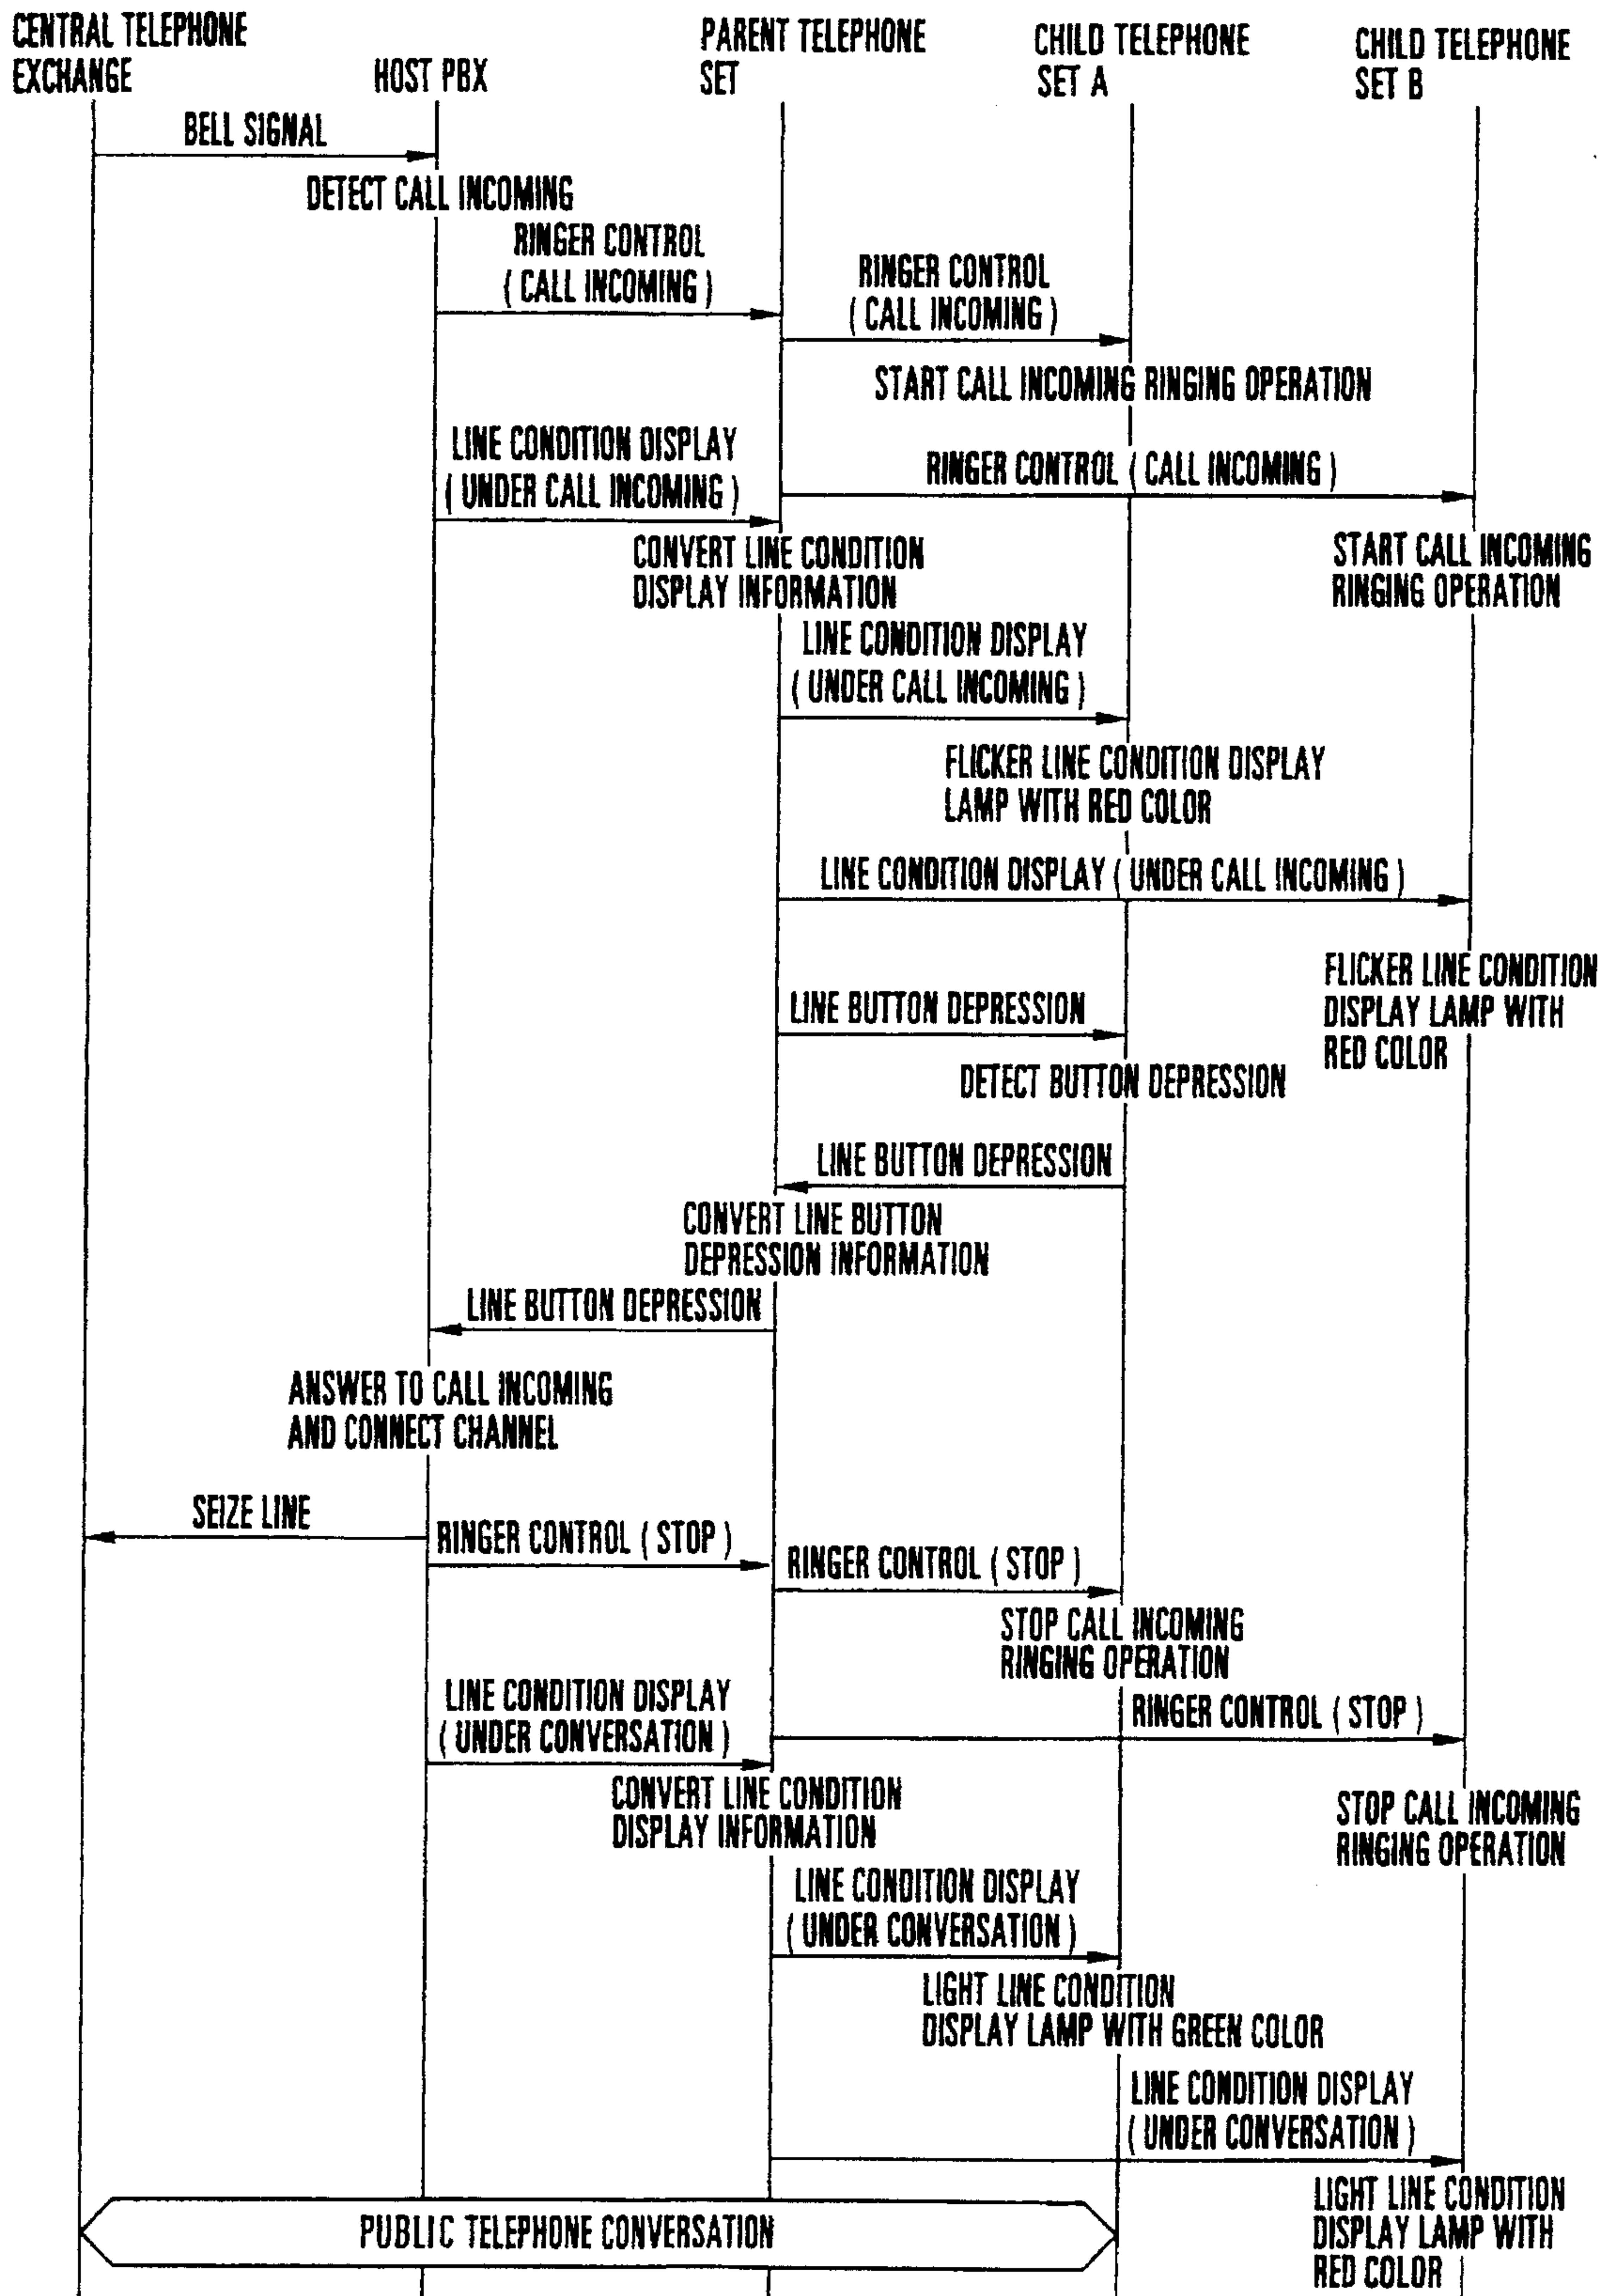 CENTRAL TELEPHONE
EXCHANGE
HOST PBX
PARENT TELEPHONE
SET
CHILD TELEPHONE
SET A
CHILD TELEPHONE
SET B
BELL SIGNAL
DETECT CALL INCOMING
RINGER CONTROL
( CALL INCOMING )
RINGER CONTROL
( CALL INCOMING )
START CALL INCOMING RINGING OPERATION
LINE CONDITION DISPLAY
( UNDER CALL INCOMING )
RINGER CONTROL ( CALL INCOMING )
CONVERT LINE CONDITION
DISPLAY INFORMATION
START CALL INCOMING
RINGING OPERATION
LINE CONDITION DISPLAY
( UNDER CALL INCOMING )
FLICKER LINE CONDITION DISPLAY
LAMP WITH RED COLOR
LINE CONDITION DISPLAY ( UNDER CALL INCOMING )
FLICKER LINE CONDITION
DISPLAY LAMP WITH
RED COLOR
LINE BUTTON DEPRESSION
DETECT BUTTON DEPRESSION
LINE BUTTON DEPRESSION
CONVERT LINE BUTTON
DEPRESSION INFORMATION
LINE BUTTON DEPRESSION
ANSWER TO CALL INCOMING
AND CONNECT CHANNEL
SEIZE LINE
RINGER CONTROL ( STOP )
RINGER CONTROL ( STOP )
STOP CALL INCOMING
RINGING OPERATION
LINE CONDITION DISPLAY
( UNDER CONVERSATION )
RINGER CONTROL ( STOP )
CONVERT LINE CONDITION
DISPLAY INFORMATION
STOP CALL INCOMING
RINGING OPERATION
LINE CONDITION DISPLAY
( UNDER CONVERSATION )
LIGHT LINE CONDITION
DISPLAY LAMP WITH GREEN COLOR
LINE CONDITION DISPLAY
( UNDER CONVERSATION )
LIGHT LINE CONDITION
DISPLAY LAMP WITH
RED COLOR
PUBLIC TELEPHONE CONVERSATION